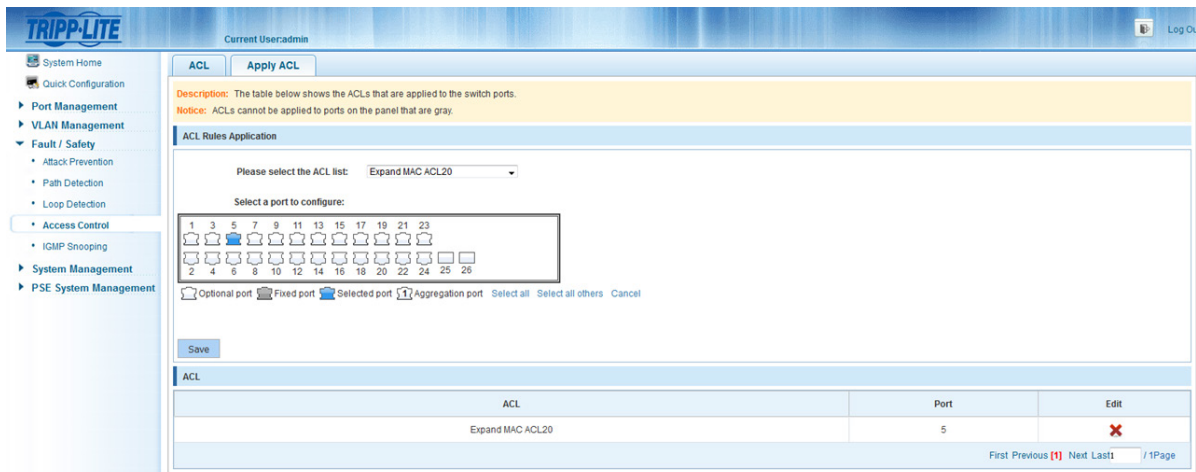 TRIPP·LITE
Current User:admin
Log Ou
System Home
Quick Configuration
Port Management
VLAN Management
Fault / Safety
Attack Prevention
Path Detection
Loop Detection
Access Control
IGMP Snooping
System Management
PSE System Management
ACL Apply ACL
Description: The table below shows the ACLs that are applied to the switch ports.
Notice: ACLs cannot be applied to ports on the panel that are gray.
ACL Rules Application
Please select the ACL list: Expand MAC ACL20
Select a port to configure:
1 3 5 7 9 11 13 15 17 19 21 23
2 4 6 8 10 12 14 16 18 20 22 24 25 26
Optional port Fixed port Selected port 1 Aggregation port Select all Select all others Cancel
Save
ACL
ACL Port Edit
Expand MAC ACL20 5
First Previous [1] Next Last 1 / 1Page